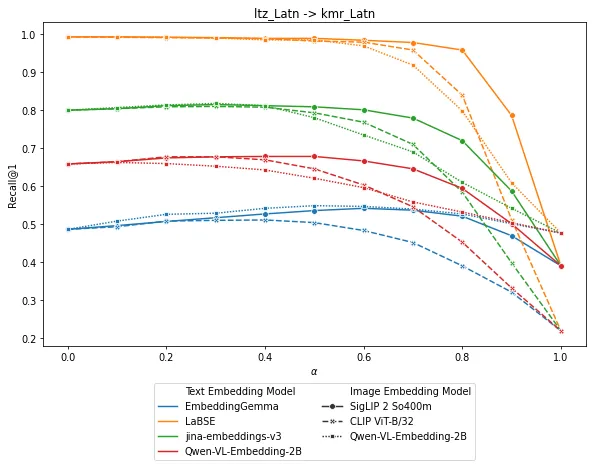 ltz_Latn -> kmr_Latn
Recall@1
1.0
0.9
0.8
0.7
0.6
0.5
0.4
0.3
0.2
0.0 0.2 0.4 0.6 0.8 1.0
α
Text Embedding Model Image Embedding Model
EmbeddingGemma SigLIP 2 So400m
LaBSE CLIP ViT-B/32
jina-embeddings-v3 Qwen-VL-Embedding-2B
Qwen-VL-Embedding-2B